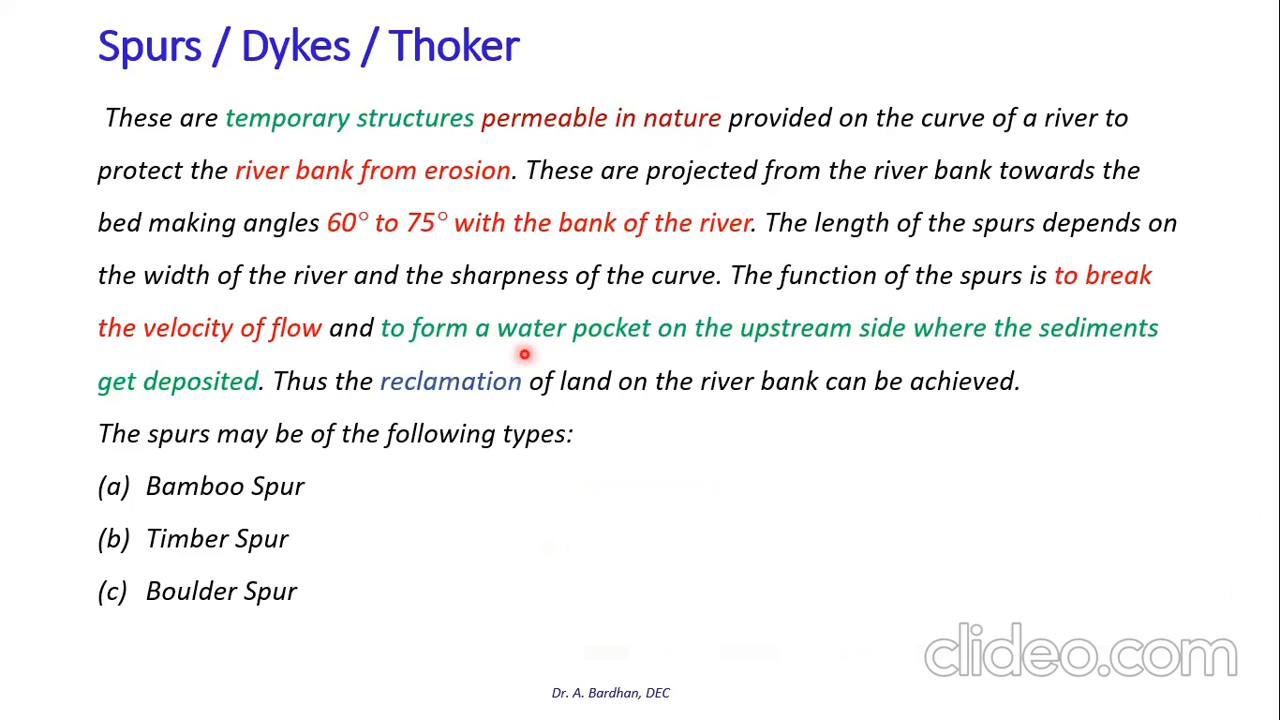 Spurs / Dykes / Thoker
These are temporary structures permeable in nature provided on the curve of a river to
protect the river bank from erosion. These are projected from the river bank towards the
bed making angles 60° to 75° with the bank of the river. The length of the spurs depends on
the width of the river and the sharpness of the curve. The function of the spurs is to break
the velocity of flow and to form a water pocket on the upstream side where the sediments
get deposited. Thus the reclamation of land on the river bank can be achieved.
The spurs may be of the following types:
(a) Bamboo Spur
(b) Timber Spur
(c) Boulder Spur
clideo.com
Dr. A. Bardhan, DEC